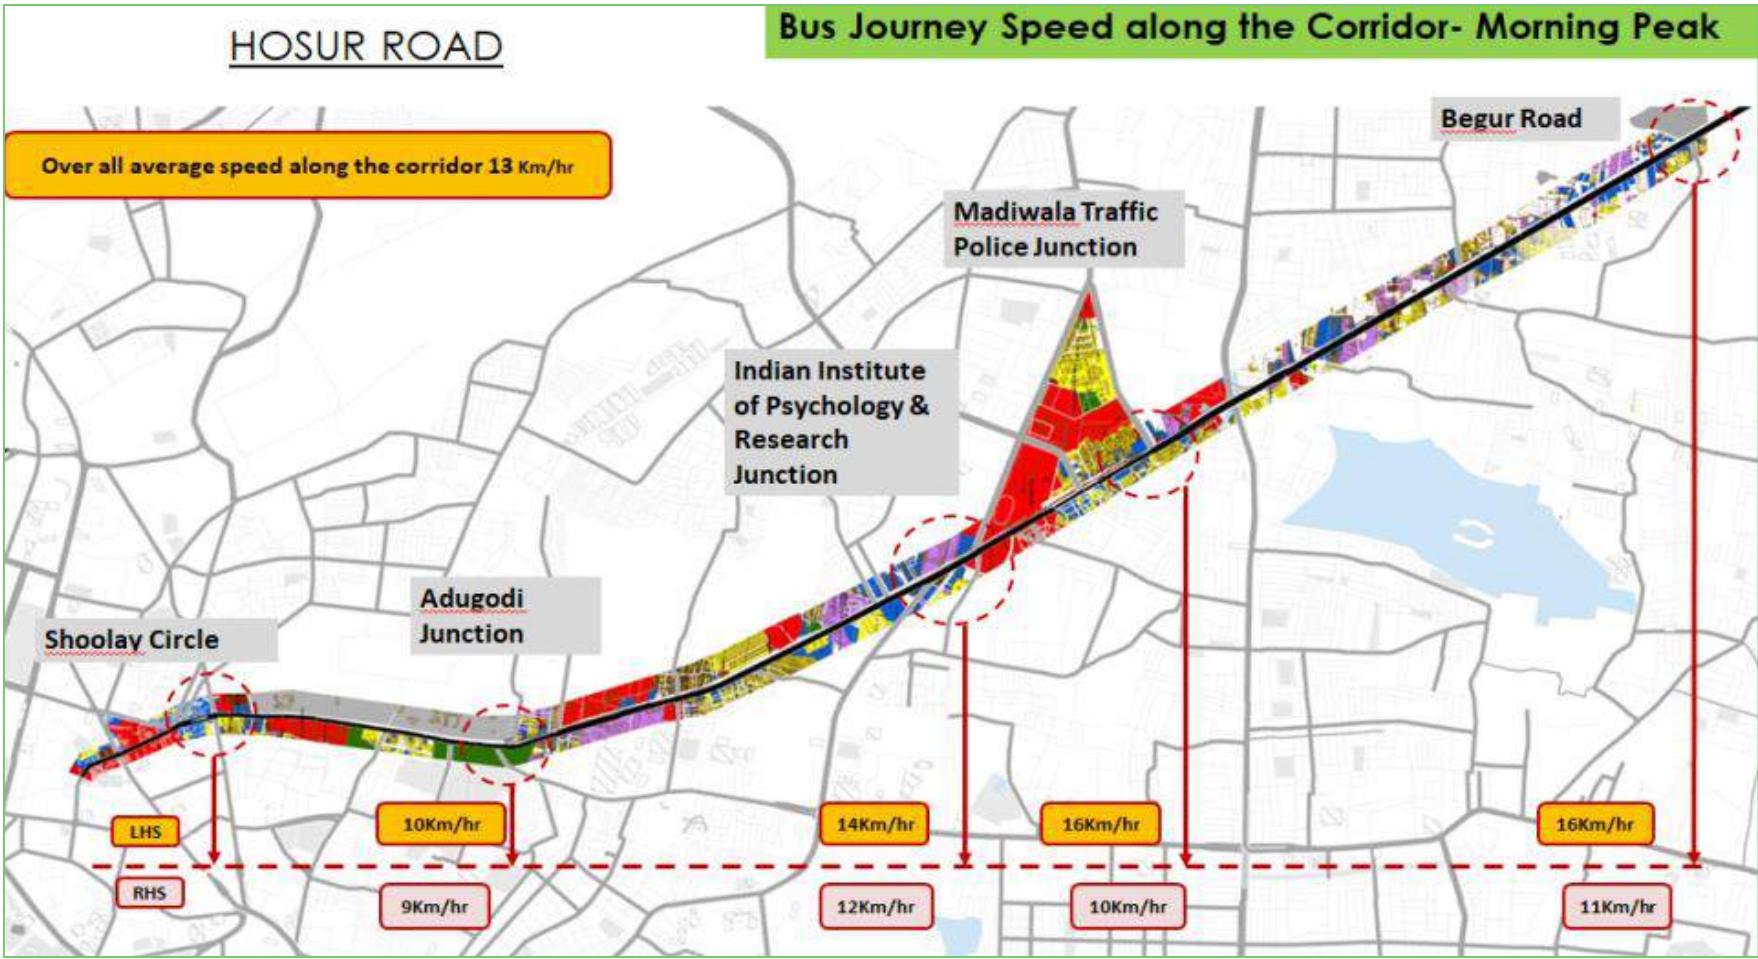 HOSUR ROAD
Bus Journey Speed along the Corridor- Morning Peak
Over all average speed along the corridor 13 Km/hr
Begur Road
Madiwala Traffic
Police Junction
Indian Institute
of Psychology &
Research
Junction
Adugodi
Junction
Shoolay Circle
LHS
10Km/hr
14Km/hr
16Km/hr
16Km/hr
RHS
9Km/hr
12Km/hr
10Km/hr
11Km/hr